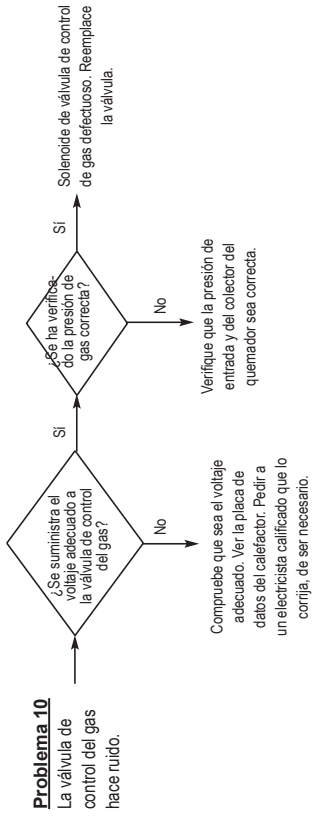 Problema 10
La válvula de
control del gas
hace ruido.
¿Se suministra el
voltaje adecuado a
la válvula de control
del gas?
No
Compruebe que sea el voltaje
adecuado. Ver la placa de
datos del calefactor. Pedir a
un electricista calificado que lo
corrija, de ser necesario.
Sí
¿Se ha verifica-
do la presión de
gas correcta?
No
Verifique que la presión de
entrada y del colector del
quemador sea correcta.
Sí
Solenoide de válvula de control
de gas defectuoso. Reemplace
la válvula.